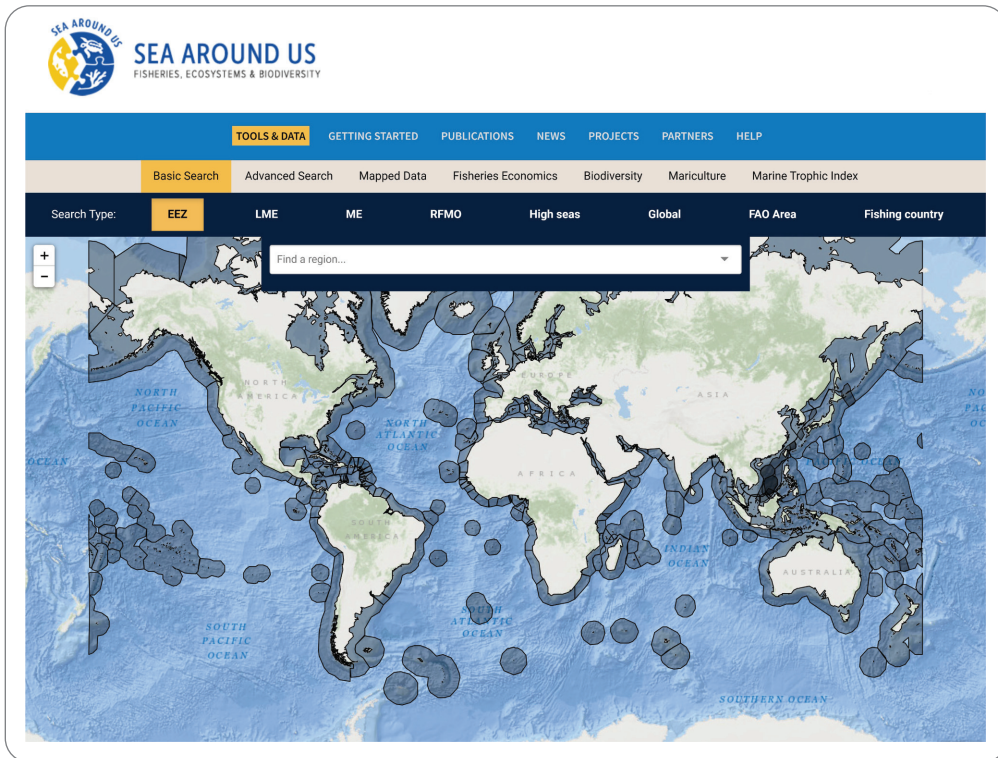 SEA AROUND US
SEA AROUND US
FISHERIES, ECOSYSTEMS & BIODIVERSITY
TOOLS & DATA GETTING STARTED PUBLICATIONS NEWS PROJECTS PARTNERS HELP
Basic Search Advanced Search Mapped Data Fisheries Economics Biodiversity Mariculture Marine Trophic Index
Search Type: EEZ LME ME RFMO High seas Global FAO Area Fishing country
+
Find a region...
−
EUROPE
NORTH
AMERICA
ASIA
NORTH
PACIFIC
OCEAN
NORTH
ATLANTIC
OCEAN
OCEAN
AFRICA
SOUTH
AMERICA
INDIAN
OCEAN
AUSTRALIA
SOUTH
ATLANTIC
OCEAN
SOUTH
PACIFIC
OCEAN
SOUTHERN OCEAN